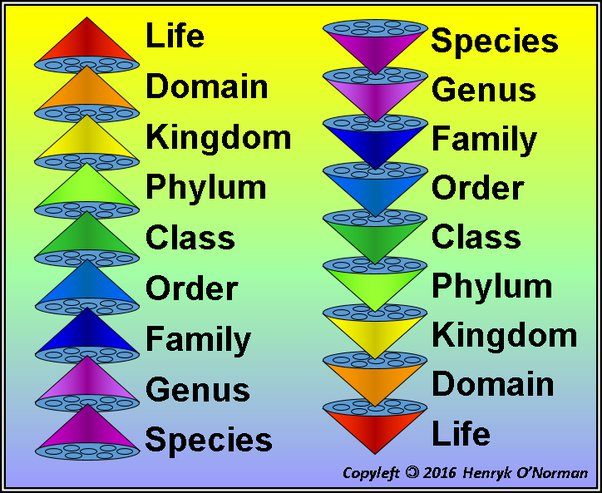 Life
Domain
Kingdom
Phylum
Class
Order
Family
Genus
Species
Species
Genus
Family
Order
Class
Phylum
Kingdom
Domain
Life
Copyleft 🄯 2016 Henryk O’Norman